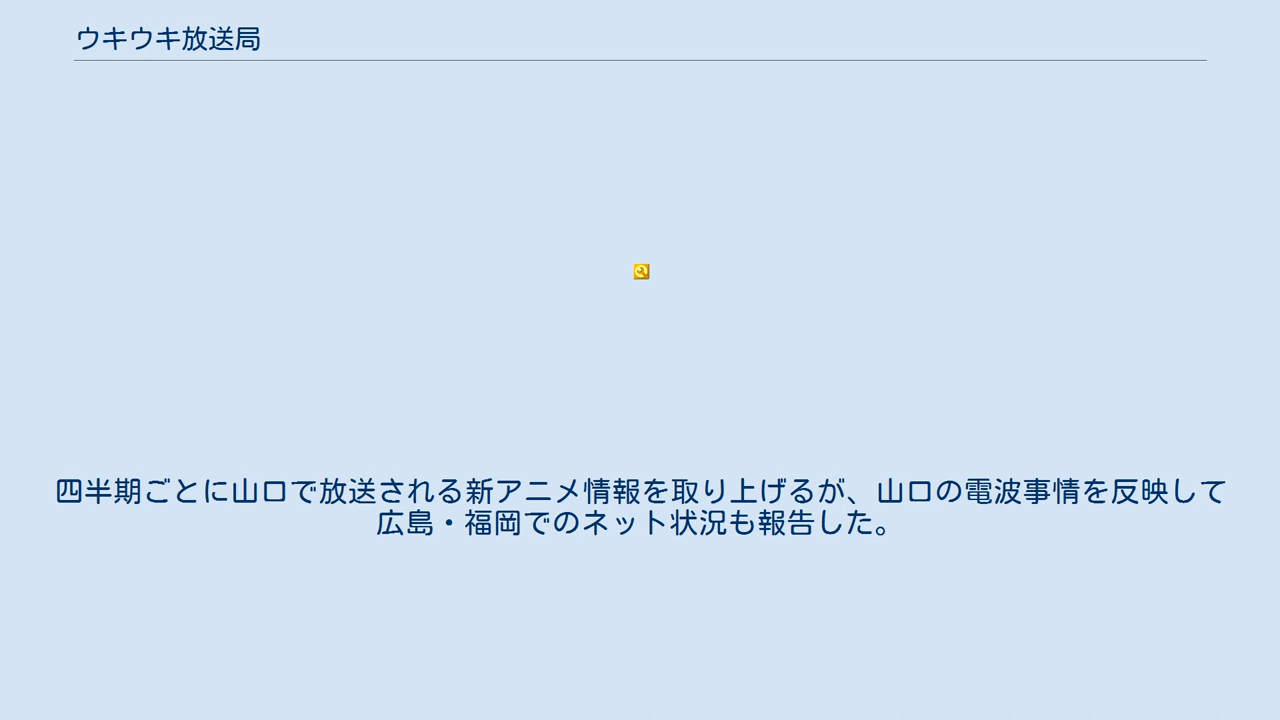 ウキウキ放送局
四半期ごとに山口で放送される新アニメ情報を取り上げるが、山口の電波事情を反映して
広島・福岡でのネット状況も報告した。